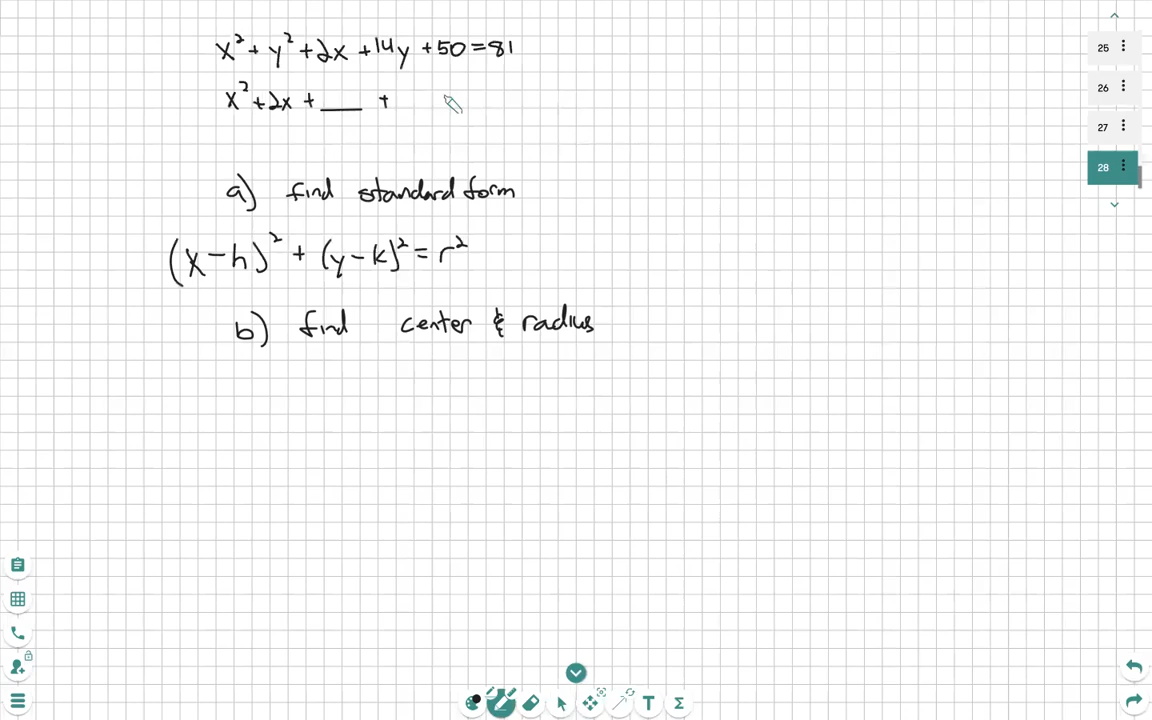 x² + y² + 2x + 14y + 50 = 81
x² + 2x + ___ +
a) find standard form
(x - h)² + (y - k)² = r²
b) find center & radius
25
26
27
28
T
Σ